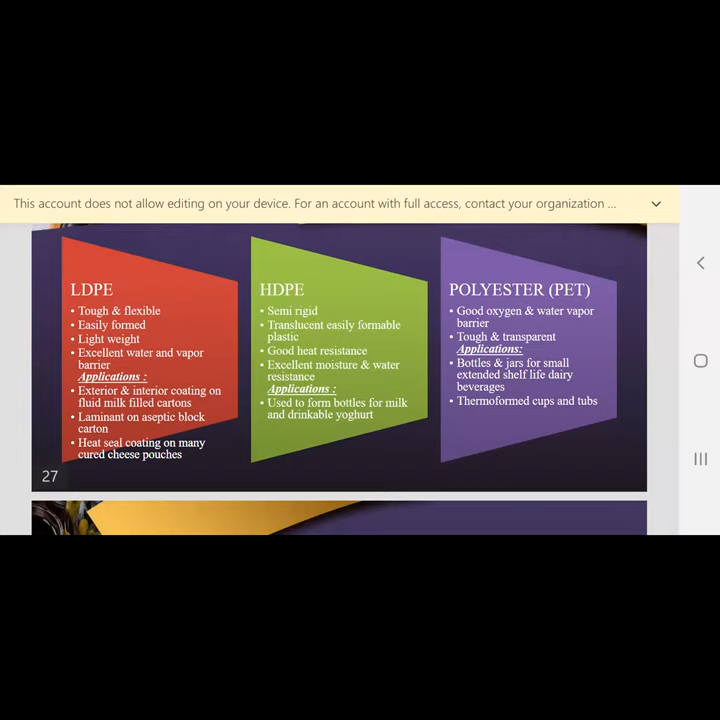 This account does not allow editing on your device. For an account with full access, contact your organization ...
LDPE
• Tough & flexible
• Easily formed
• Light weight
• Excellent water and vapor
barrier
Applications :
• Exterior & interior coating on
fluid milk filled cartons
• Laminant on aseptic block
carton
• Heat seal coating on many
cured cheese pouches
HDPE
• Semi rigid
• Translucent easily formable
plastic
• Good heat resistance
• Excellent moisture & water
resistance
Applications :
• Used to form bottles for milk
and drinkable yoghurt
POLYESTER (PET)
• Good oxygen & water vapor
barrier
• Tough & transparent
Applications:
• Bottles & jars for small
extended shelf life dairy
beverages
• Thermoformed cups and tubs
27